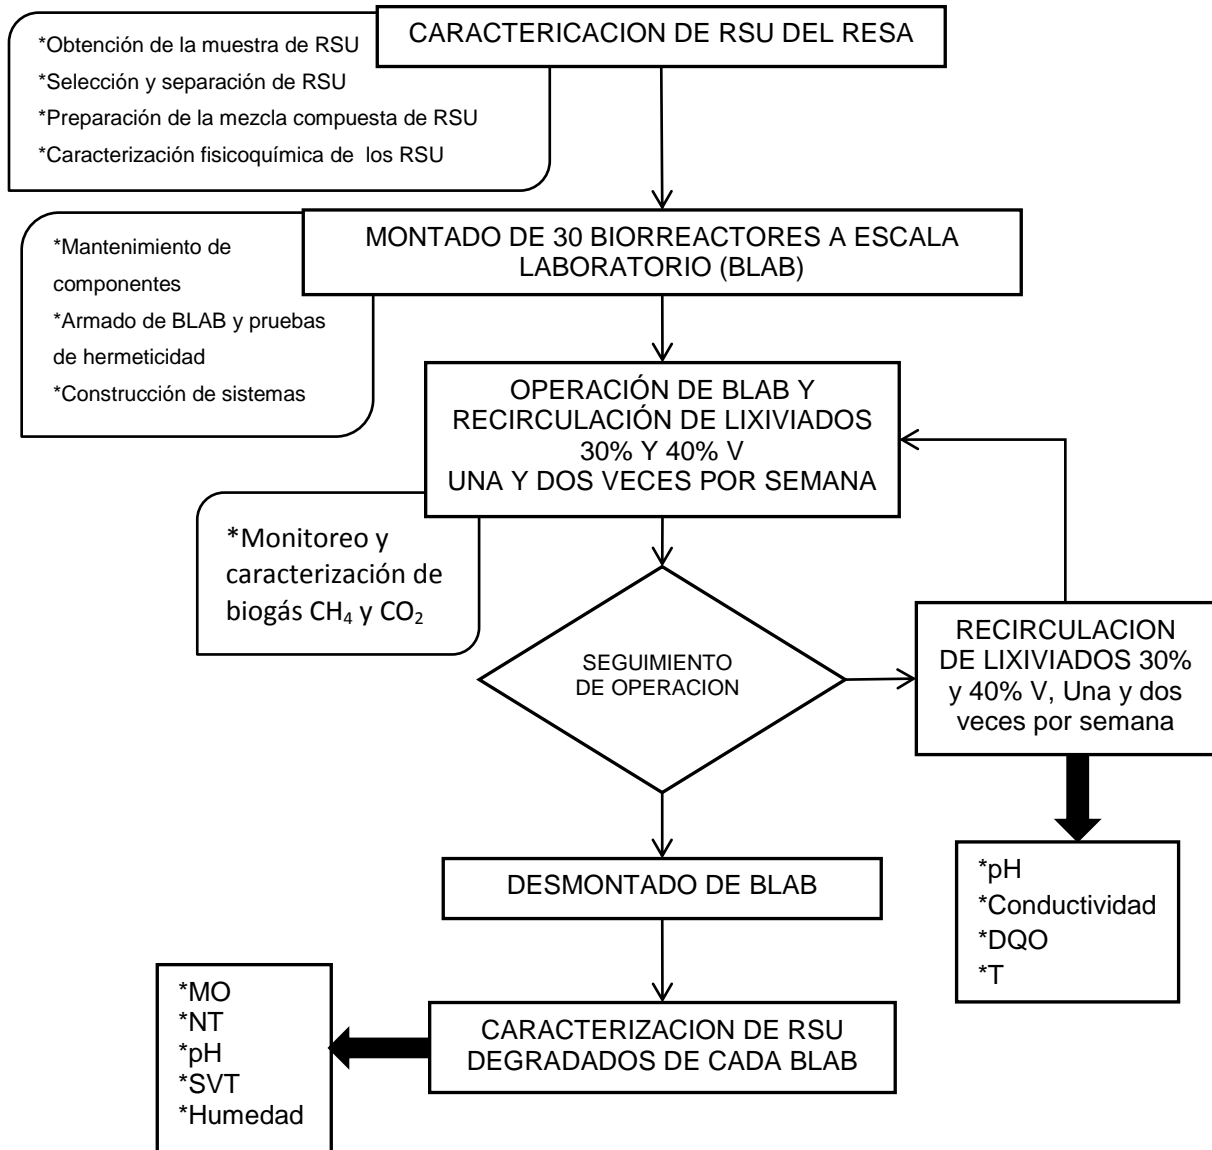 CARACTERICACION DE RSU DEL RESA
*Obtención de la muestra de RSU
*Selección y separación de RSU
*Preparación de la mezcla compuesta de RSU
*Caracterización fisicoquímica de los RSU
MONTADO DE 30 BIORREACTORES A ESCALA
LABORATORIO (BLAB)
*Mantenimiento de
componentes
*Armado de BLAB y pruebas
de hermeticidad
*Construcción de sistemas
OPERACIÓN DE BLAB Y
RECIRCULACIÓN DE LIXIVIADOS
30% Y 40% V
UNA Y DOS VECES POR SEMANA
*Monitoreo y
caracterización de
biogás CH₄ y CO₂
SEGUIMIENTO
DE OPERACION
RECIRCULACION
DE LIXIVIADOS 30%
y 40% V, Una y dos
veces por semana
*pH
*Conductividad
*DQO
*T
DESMONTADO DE BLAB
CARACTERIZACION DE RSU
DEGRADADOS DE CADA BLAB
*MO
*NT
*pH
*SVT
*Humedad